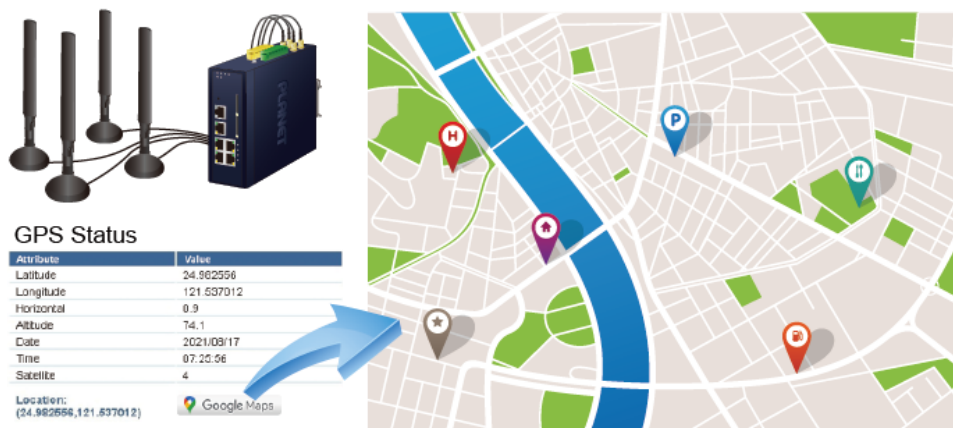 PLANET
GPS Status
Attribute Value
Latitude 24.982556
Longitude 121.537012
Horizontal 0.9
Altitude 74.1
Date 2021/08/17
Time 07:25:56
Satellite 4
Location:
(24.982556,121.537012)
Google Maps
H
P